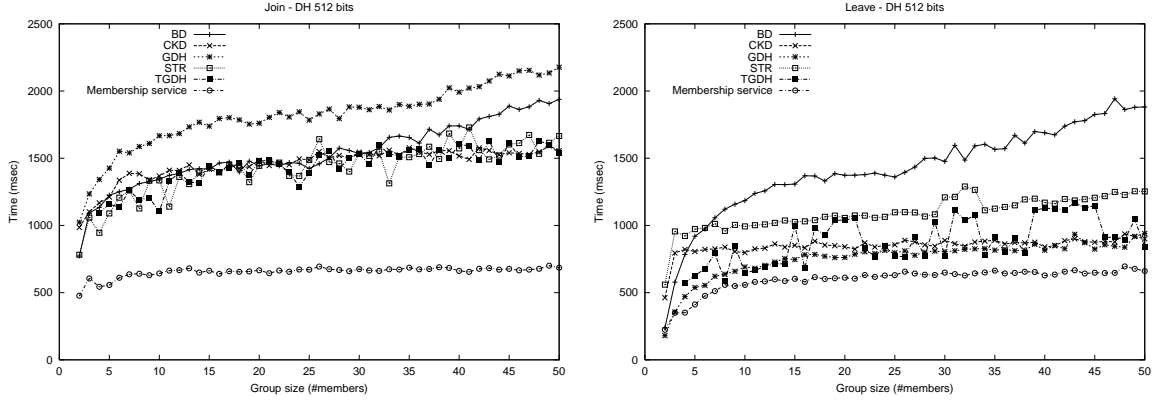 Join - DH 512 bits
2500
2000
1500
1000
500
0
Time (msec)
BD
CKD
GDH
STR
TGDH
Membership service
0 5 10 15 20 25 30 35 40 45 50
Group size (#members)
Leave - DH 512 bits
2500
2000
1500
1000
500
0
Time (msec)
BD
CKD
GDH
STR
TGDH
Membership service
0 5 10 15 20 25 30 35 40 45 50
Group size (#members)